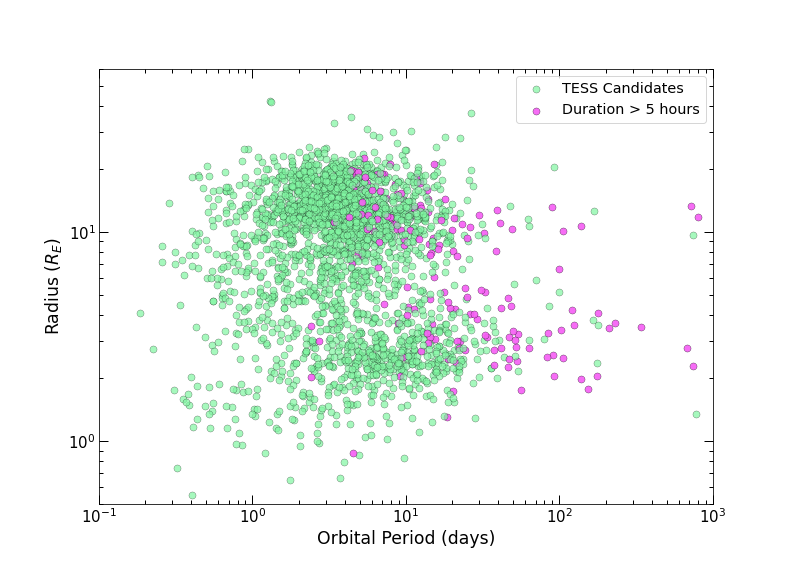 TESS Candidates
Duration > 5 hours
Radius (R_E)
10^1
10^0
10^-1 10^0 10^1 10^2 10^3
Orbital Period (days)